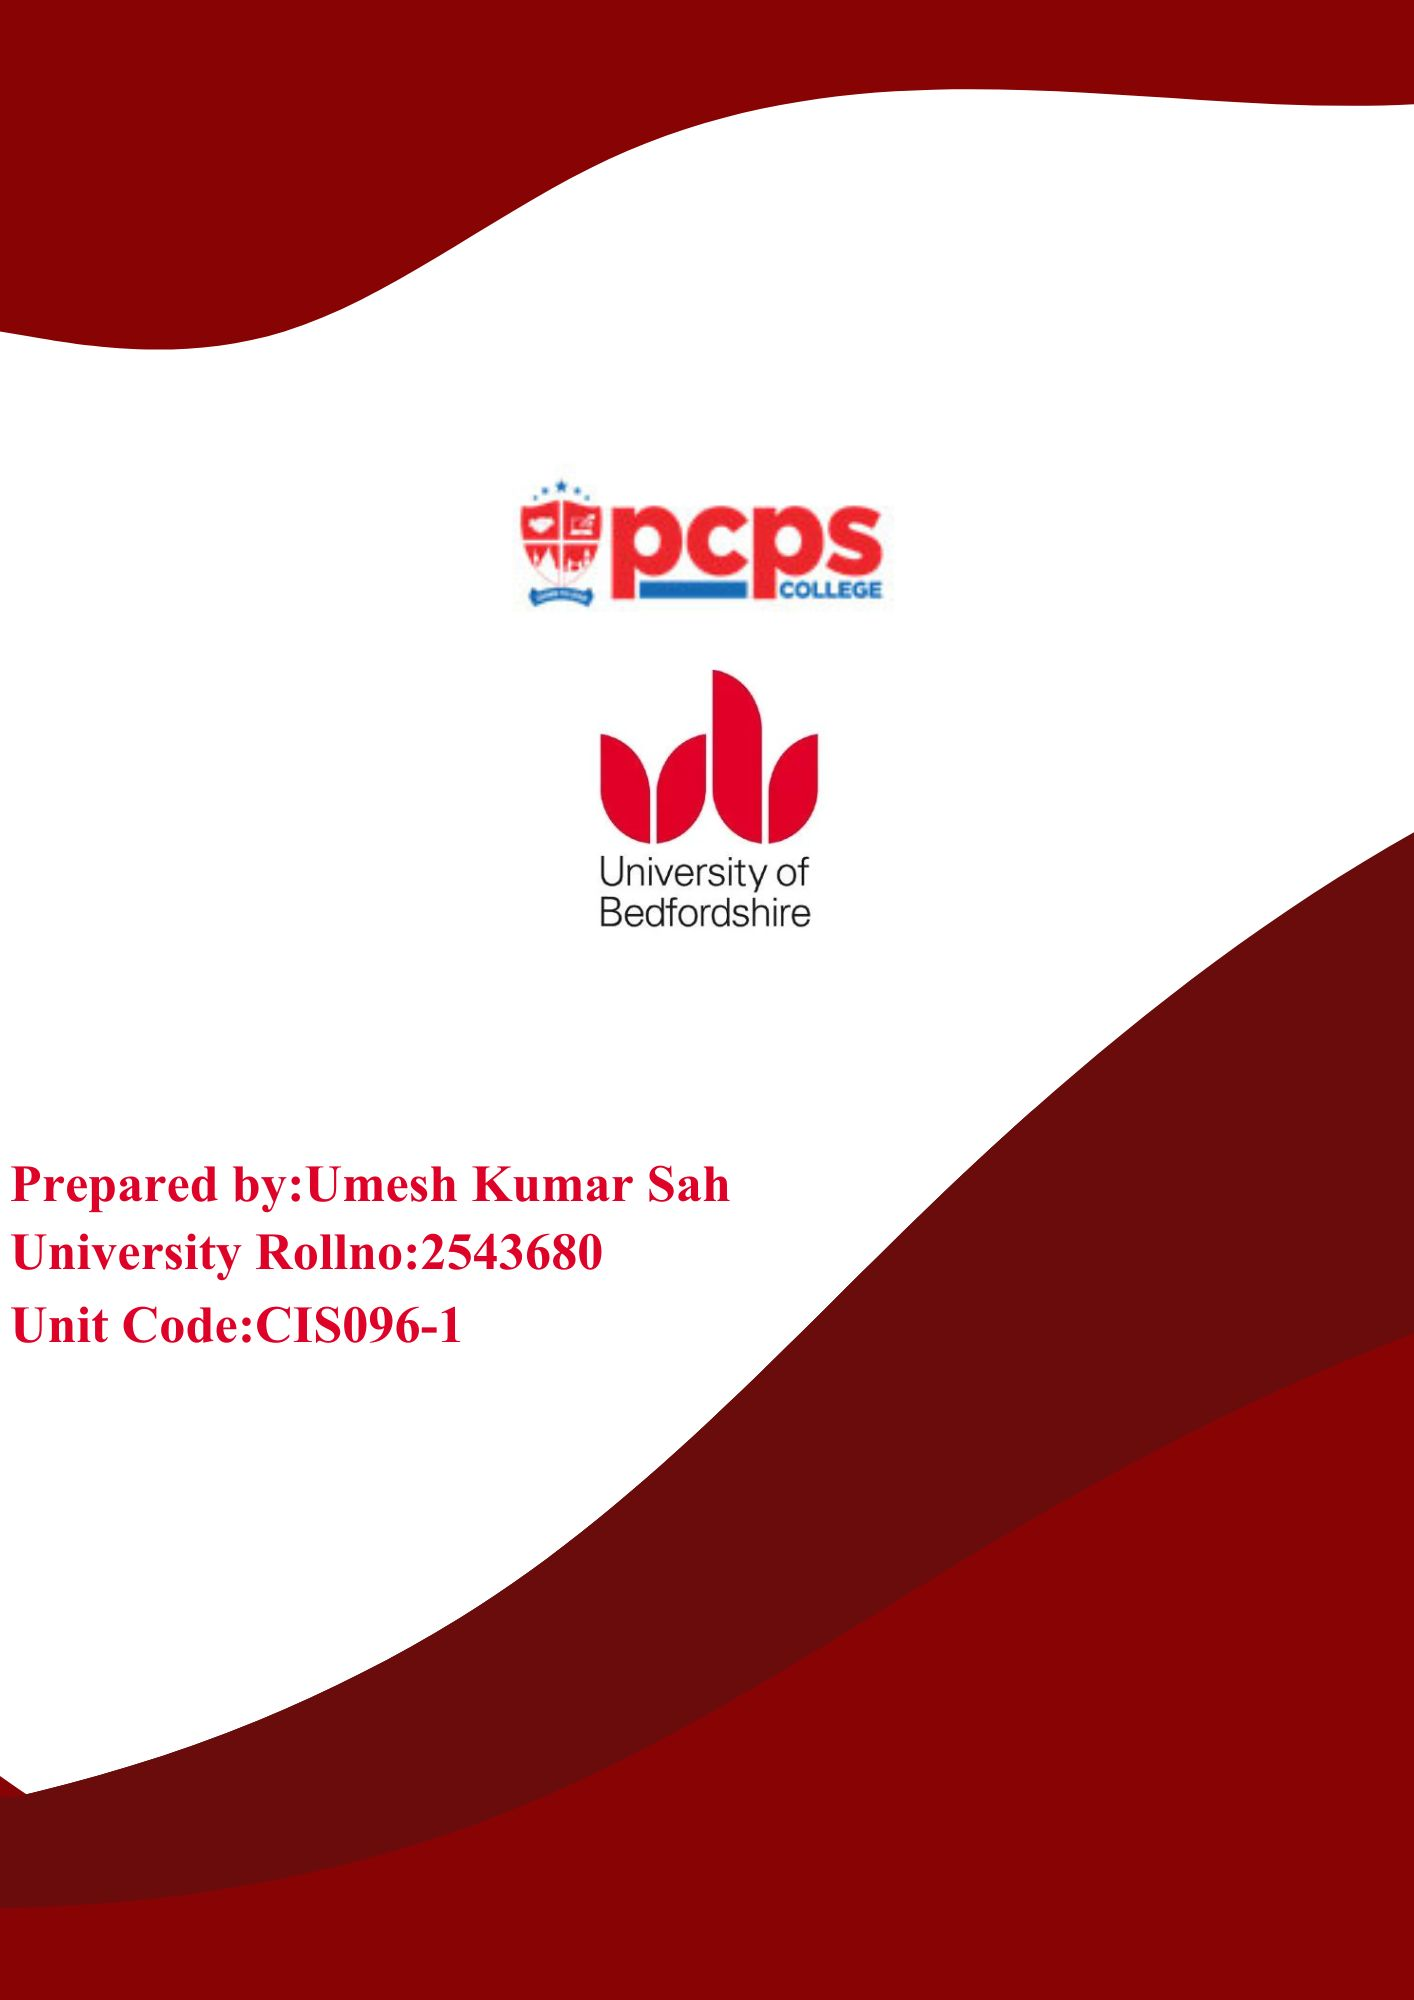 pcps
COLLEGE
University of
Bedfordshire
Prepared by:Umesh Kumar Sah
University Rollno:2543680
Unit Code:CIS096-1